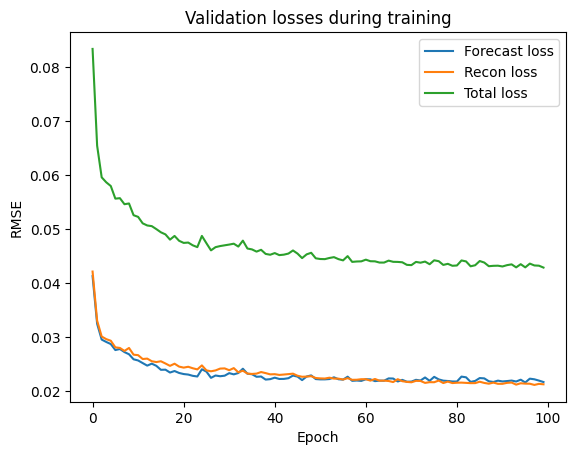 Validation losses during training
Forecast loss
Recon loss
Total loss
0.08
0.07
0.06
0.05
0.04
0.03
0.02
RMSE
0 20 40 60 80 100
Epoch